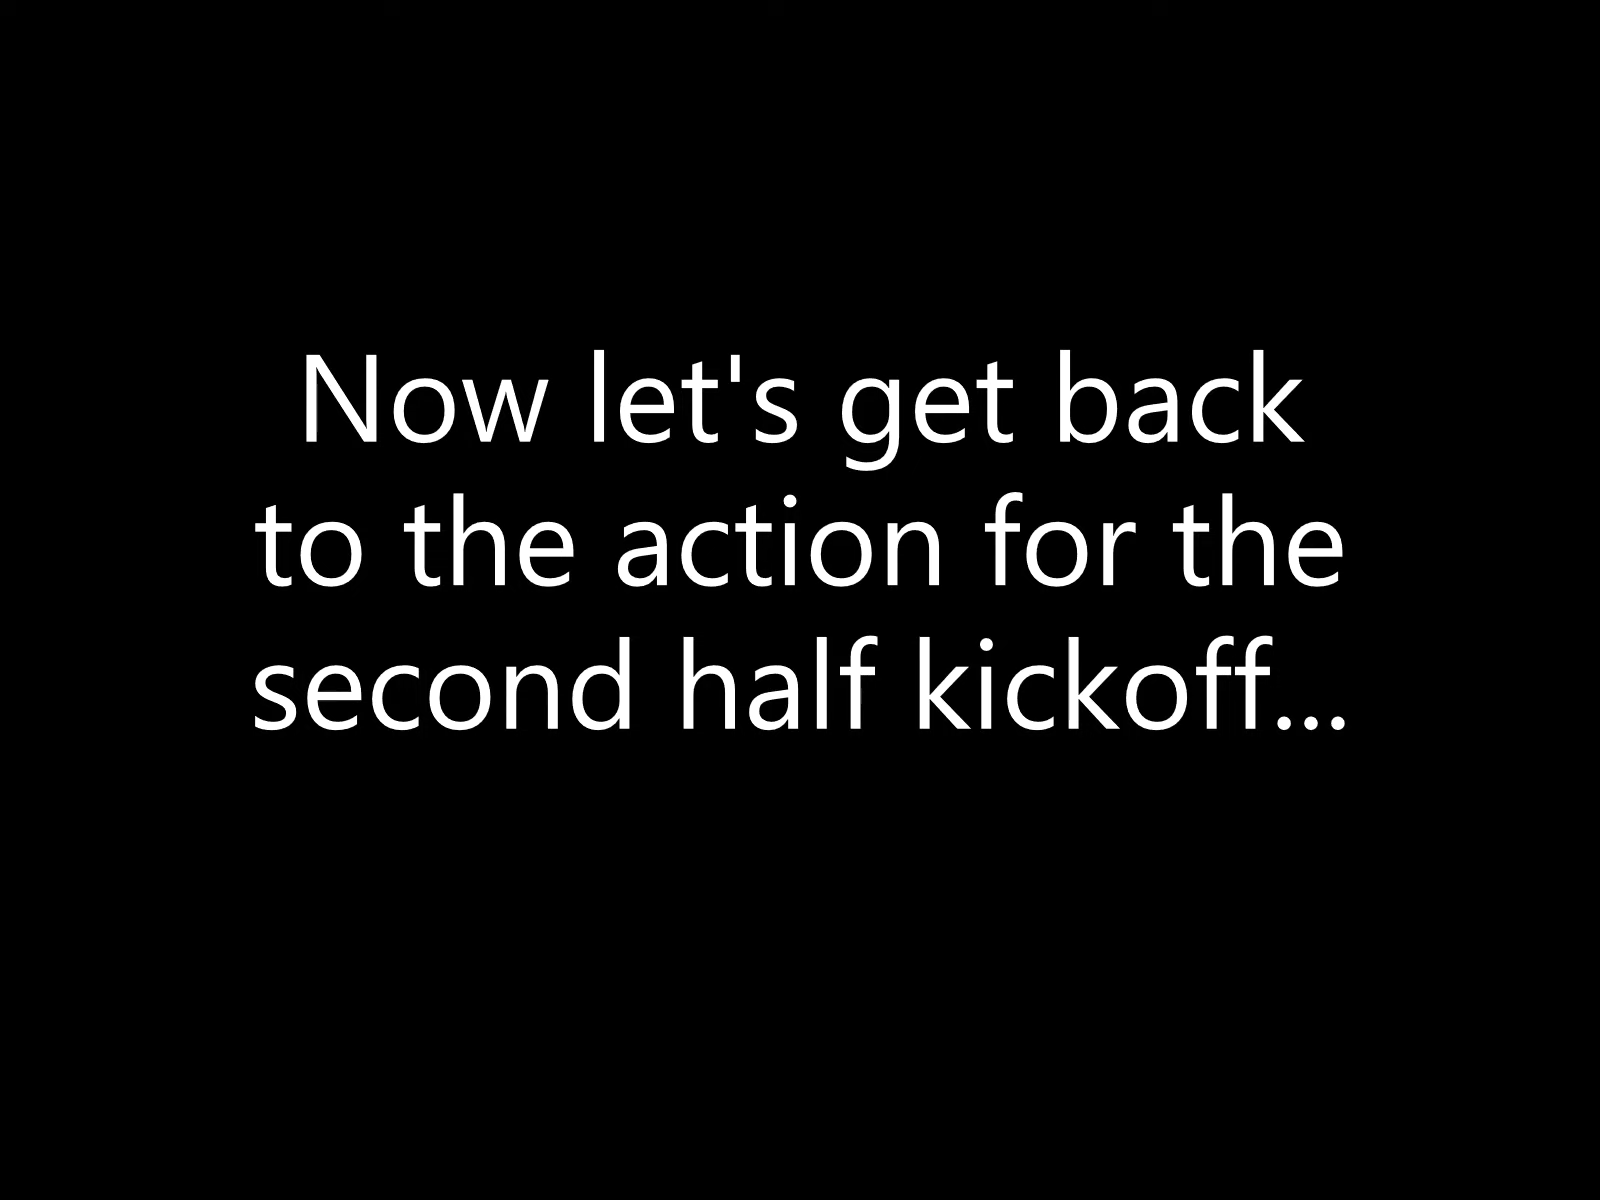 Now let's get back
to the action for the
second half kickoff...